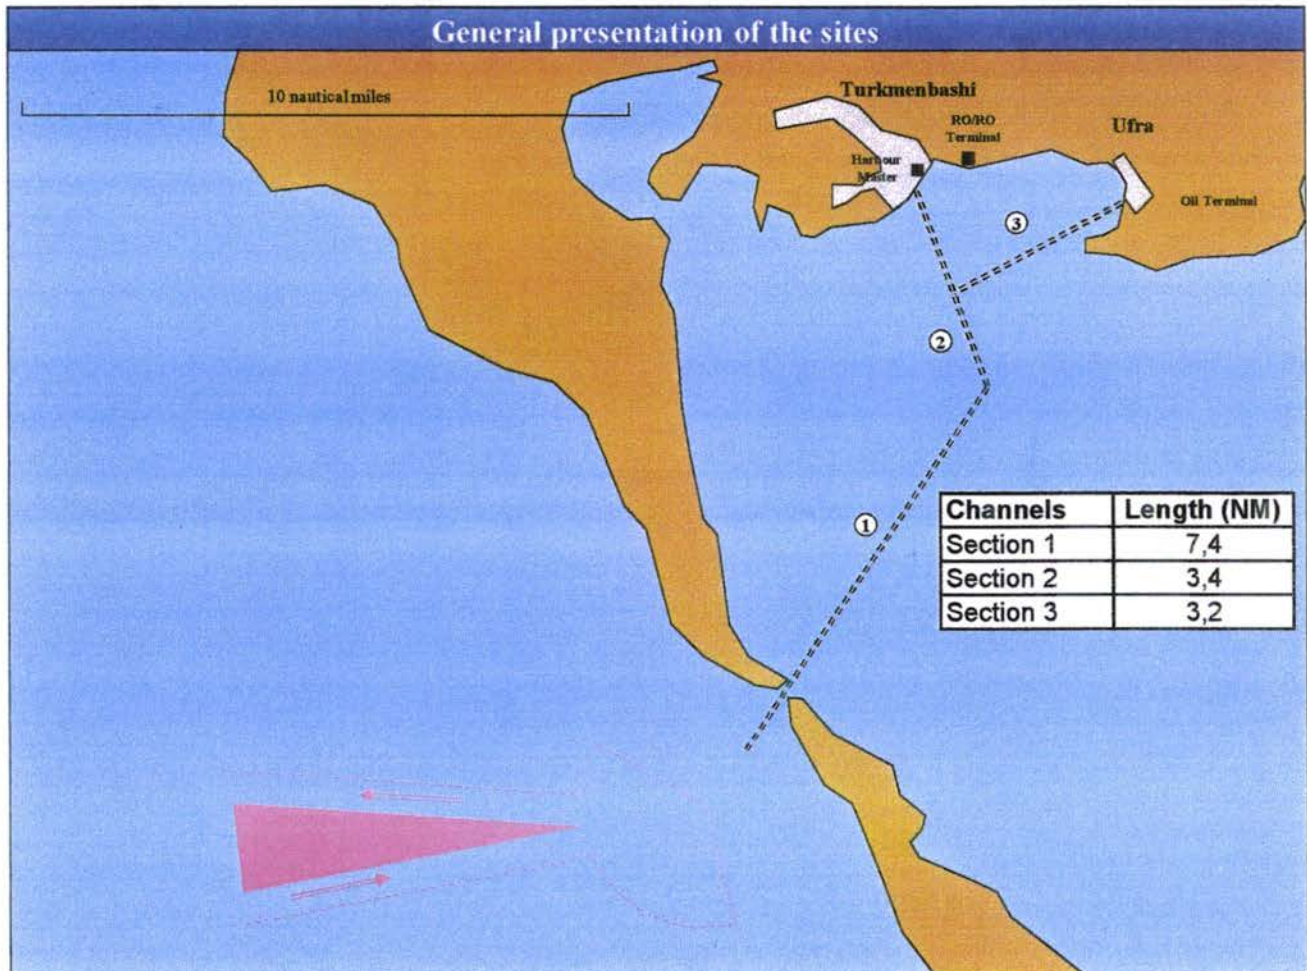 General presentation of the sites
10 nautical miles
Turkmenbashi
RO/RO
Terminal
Ufra
Harbour
Master
Oil Terminal
3
2
1
Channels Length (NM)
Section 1 7,4
Section 2 3,4
Section 3 3,2